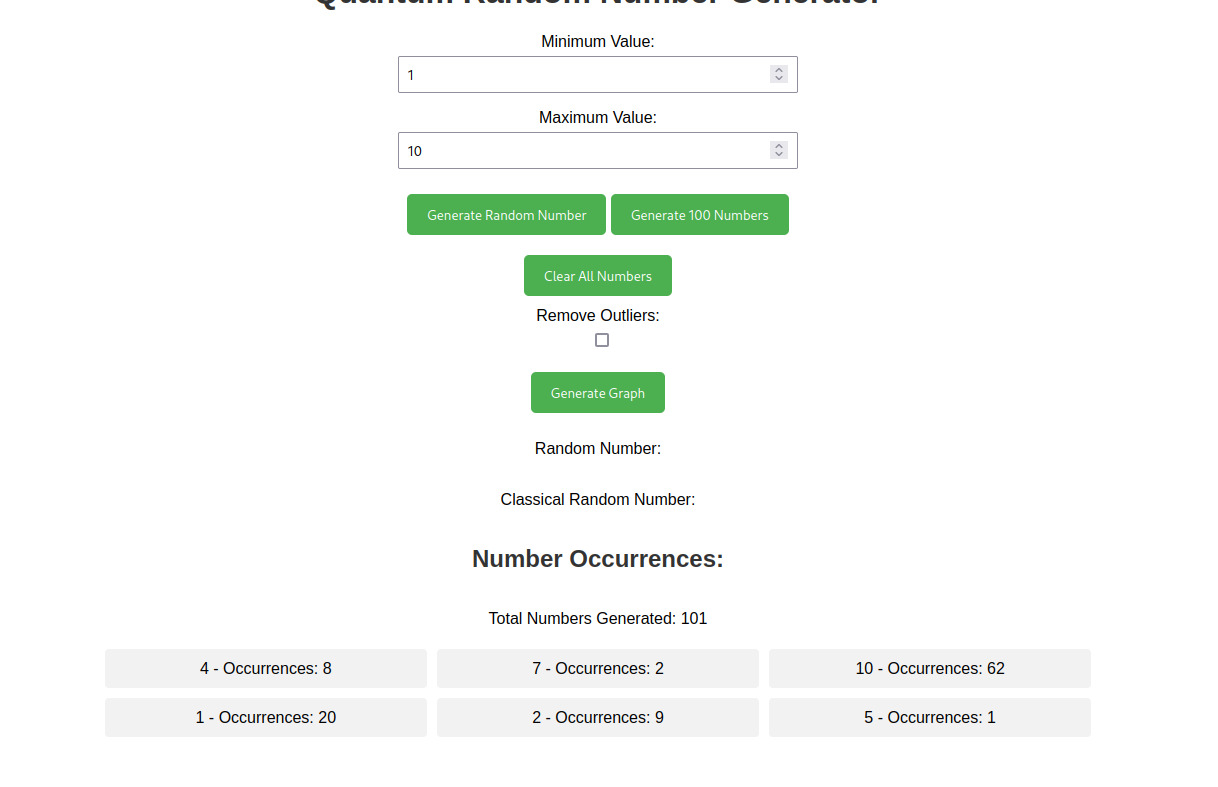 Quantum Random Number Generator
Minimum Value:
1
Maximum Value:
10
Generate Random Number Generate 100 Numbers
Clear All Numbers
Remove Outliers:
Generate Graph
Random Number:
Classical Random Number:
Number Occurrences:
Total Numbers Generated: 101
4 - Occurrences: 8 7 - Occurrences: 2 10 - Occurrences: 62
1 - Occurrences: 20 2 - Occurrences: 9 5 - Occurrences: 1